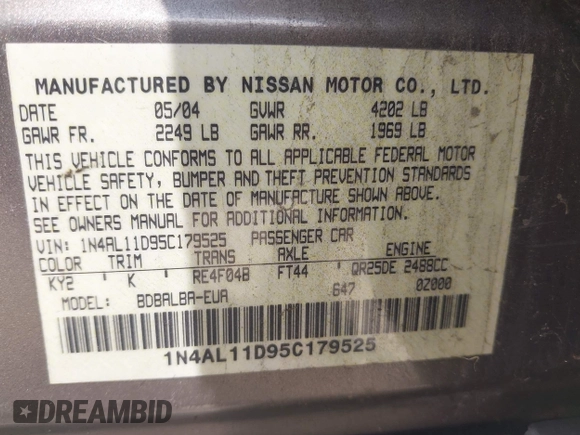 MANUFACTURED BY NISSAN MOTOR CO., LTD.
DATE 05/04 GVWR 4202 LB
GAWR FR. 2249 LB GAWR RR. 1969 LB
THIS VEHICLE CONFORMS TO ALL APPLICABLE FEDERAL MOTOR
VEHICLE SAFETY, BUMPER AND THEFT PREVENTION STANDARDS
IN EFFECT ON THE DATE OF MANUFACTURE SHOWN ABOVE.
SEE OWNERS MANUAL FOR ADDITIONAL INFORMATION.
VIN: 1N4AL11D95C179525 PASSENGER CAR
COLOR TRIM TRANS AXLE ENGINE
KY2 ' K ' RE4F04B FT44 ' QR25DE 2488CC
MODEL: BDBALBA-EUA 647 0Z000
1N4AL11D95C179525
DREAMBID